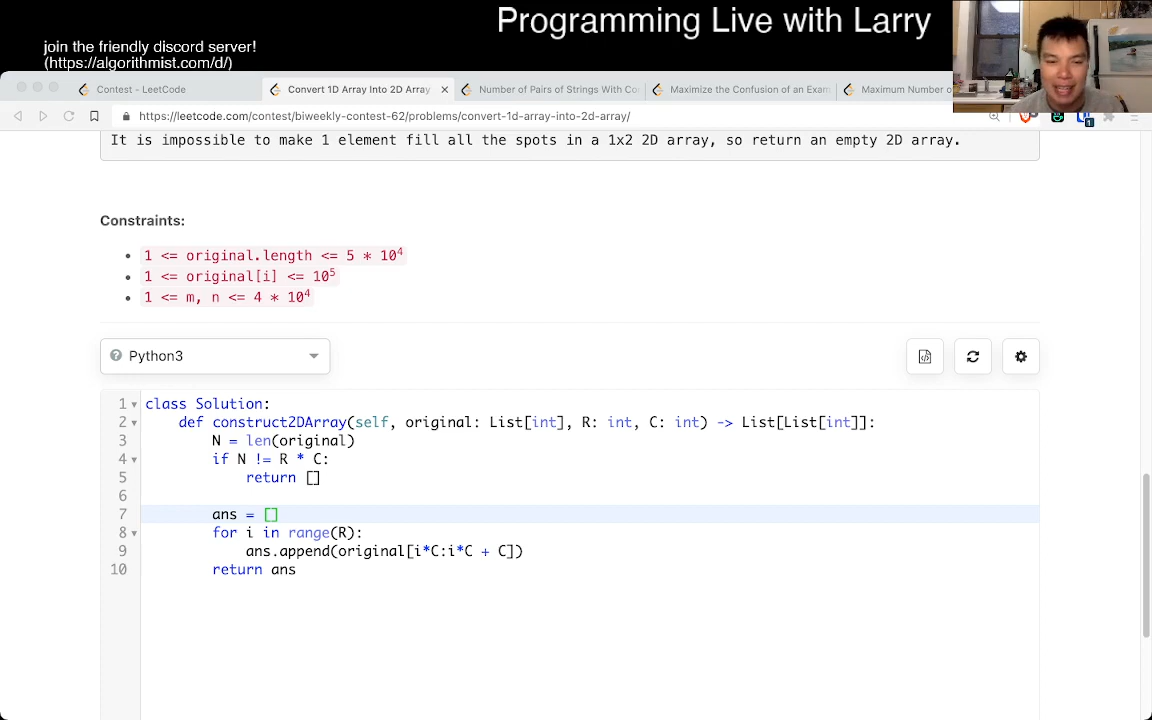 Programming Live with Larry
join the friendly discord server!
(https://algorithmist.com/d/)
Contest - LeetCode
Convert 1D Array Into 2D Array
Number of Pairs of Strings With Co
Maximize the Confusion of an Exam
Maximum Number o
https://leetcode.com/contest/biweekly-contest-62/problems/convert-1d-array-into-2d-array/
It is impossible to make 1 element fill all the spots in a 1x2 2D array, so return an empty 2D array.
Constraints:
• 1 <= original.length <= 5 * 10⁴
• 1 <= original[i] <= 10⁵
• 1 <= m, n <= 4 * 10⁴
Python3
1 class Solution:
2 def construct2DArray(self, original: List[int], R: int, C: int) -> List[List[int]]:
3 N = len(original)
4 if N != R * C:
5 return []
6
7 ans = []
8 for i in range(R):
9 ans.append(original[i*C:i*C + C])
10 return ans